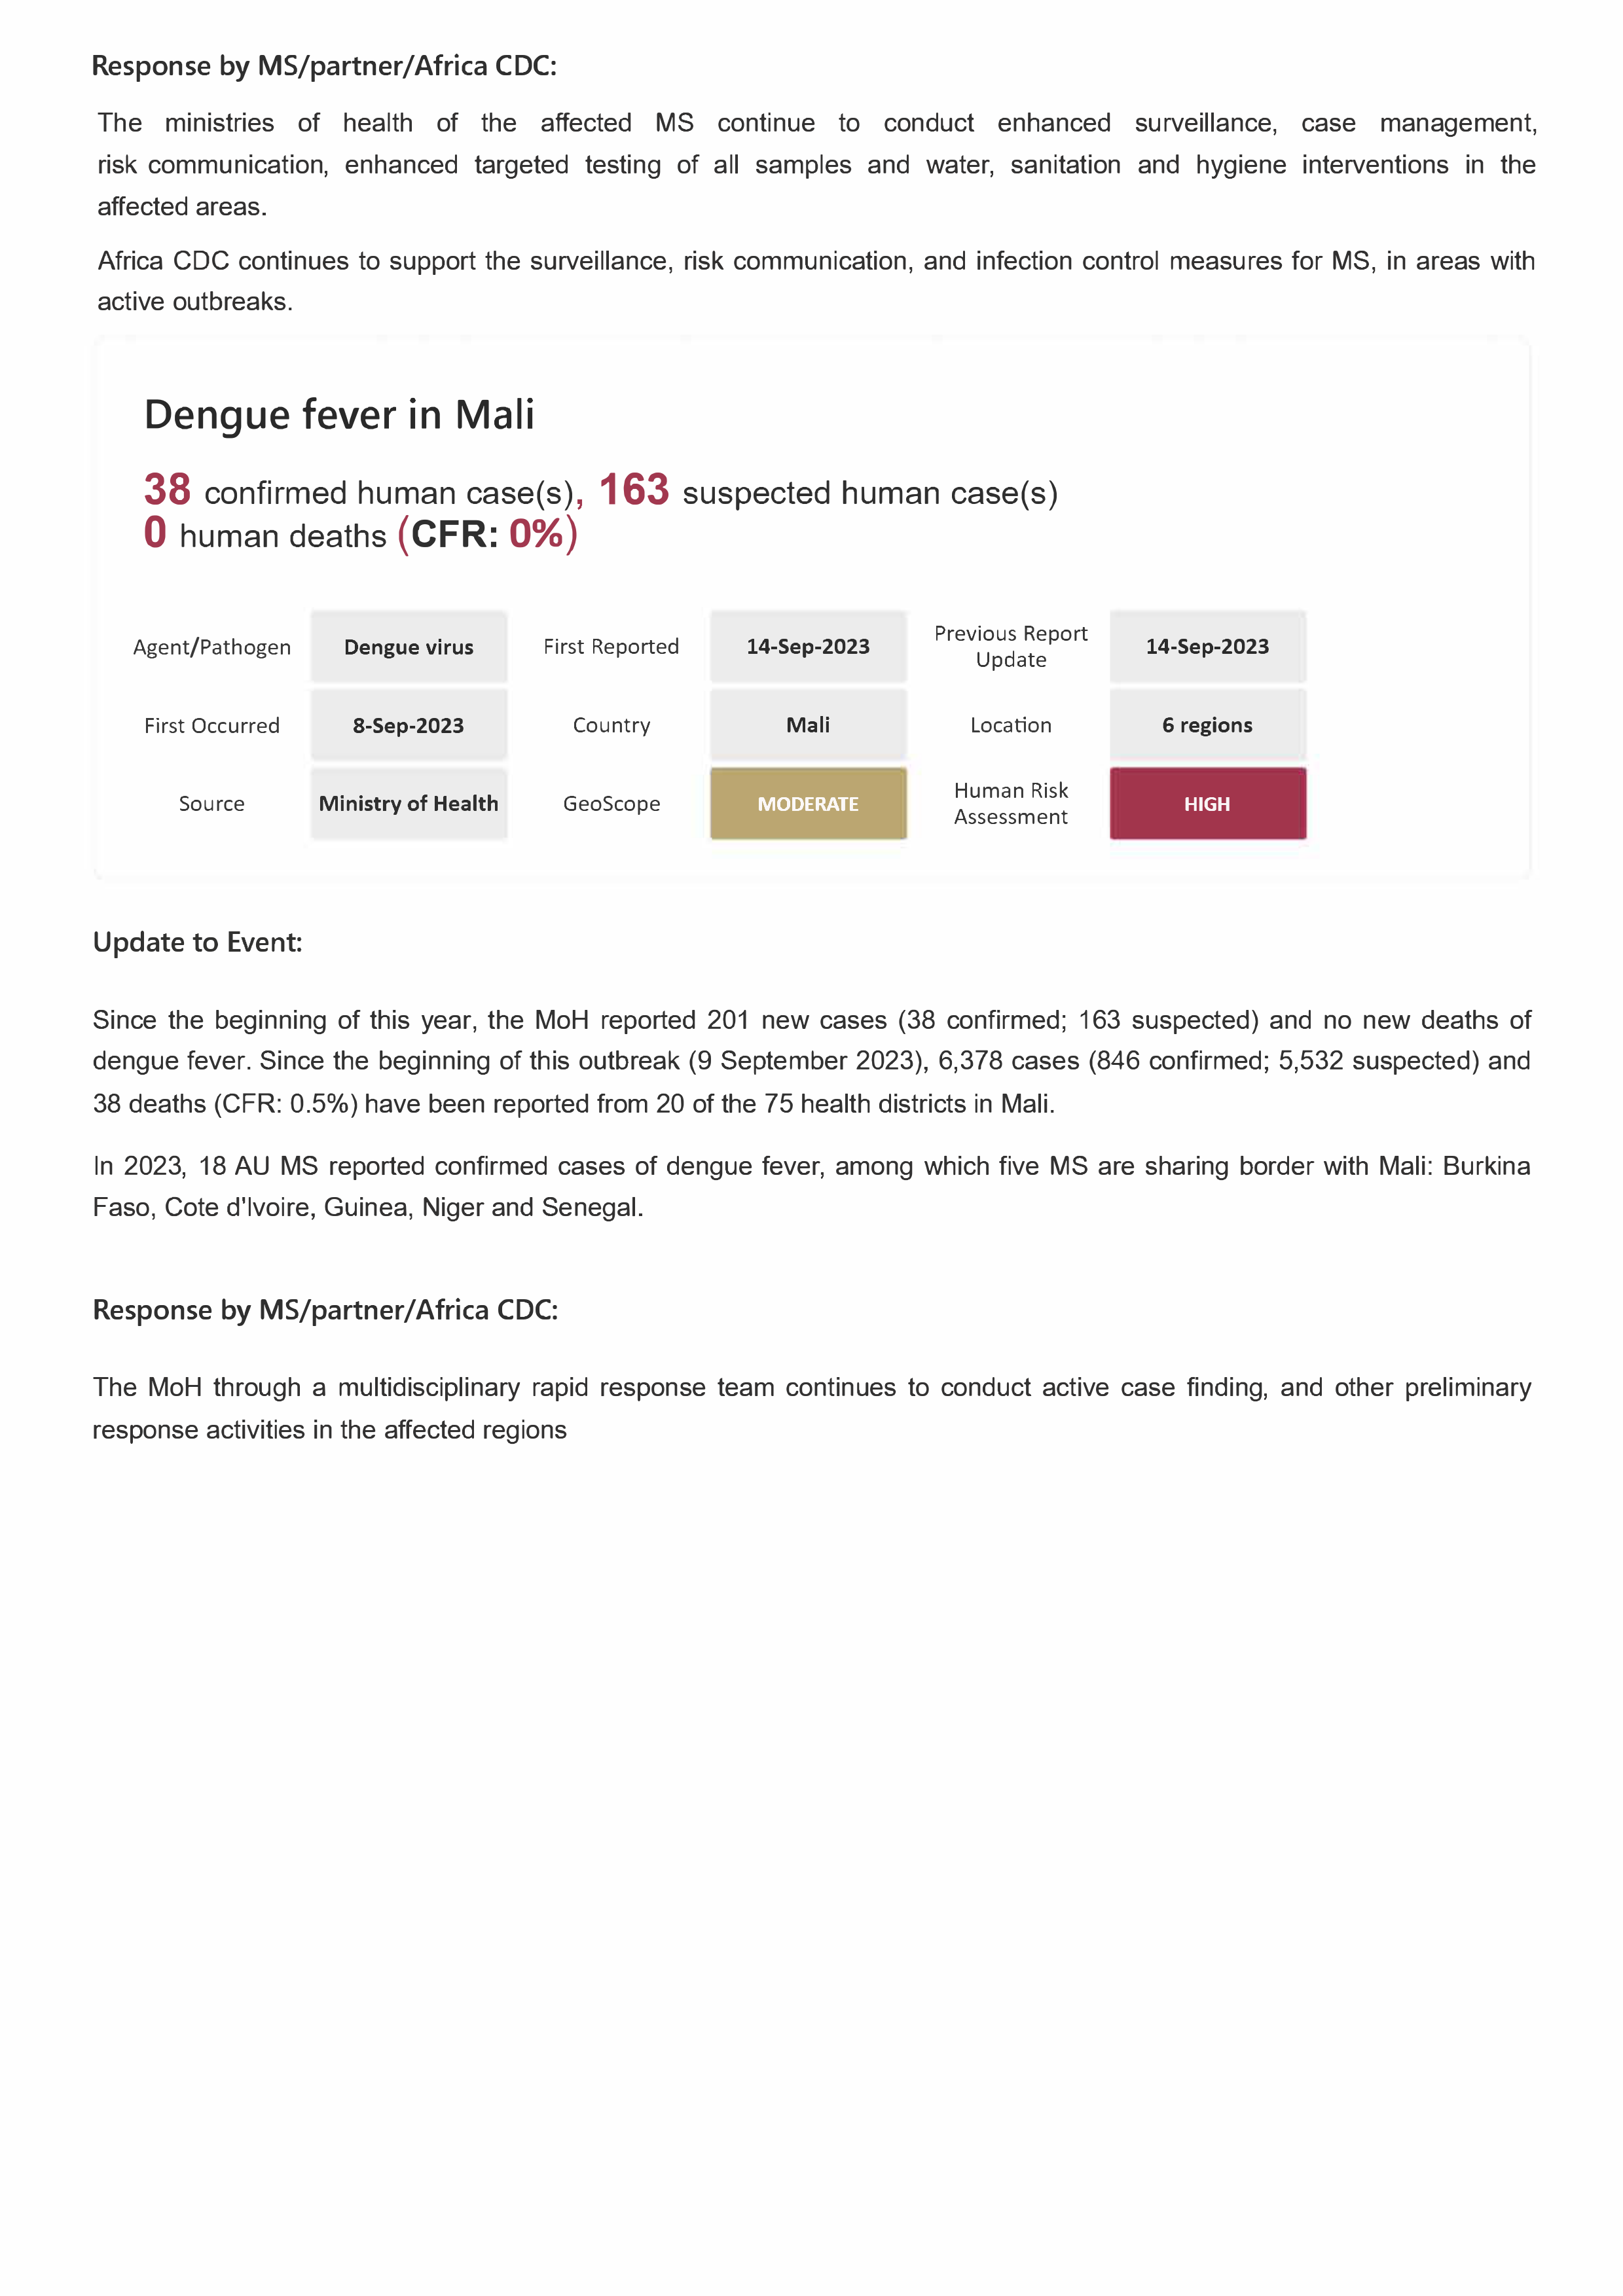 Response by MS/partner/Africa CDC:
The ministries of health of the affected MS continue to conduct enhanced surveillance, case management,
risk communication, enhanced targeted testing of all samples and water, sanitation and hygiene interventions in the
affected areas.
Africa CDC continues to support the surveillance, risk communication, and infection control measures for MS, in areas with
active outbreaks.
Dengue fever in Mali
38 confirmed human case(s), 163 suspected human case(s)
0 human deaths (CFR: 0%)
Agent/Pathogen Dengue virus First Reported 14-Sep-2023 Previous Report Update 14-Sep-2023
First Occurred 8-Sep-2023 Country Mali Location 6 regions
Source Ministry of Health GeoScope MODERATE Human Risk Assessment HIGH
Update to Event:
Since the beginning of this year, the MoH reported 201 new cases (38 confirmed; 163 suspected) and no new deaths of
dengue fever. Since the beginning of this outbreak (9 September 2023), 6,378 cases (846 confirmed; 5,532 suspected) and
38 deaths (CFR: 0.5%) have been reported from 20 of the 75 health districts in Mali.
In 2023, 18 AU MS reported confirmed cases of dengue fever, among which five MS are sharing border with Mali: Burkina
Faso, Cote d'Ivoire, Guinea, Niger and Senegal.
Response by MS/partner/Africa CDC:
The MoH through a multidisciplinary rapid response team continues to conduct active case finding, and other preliminary
response activities in the affected regions